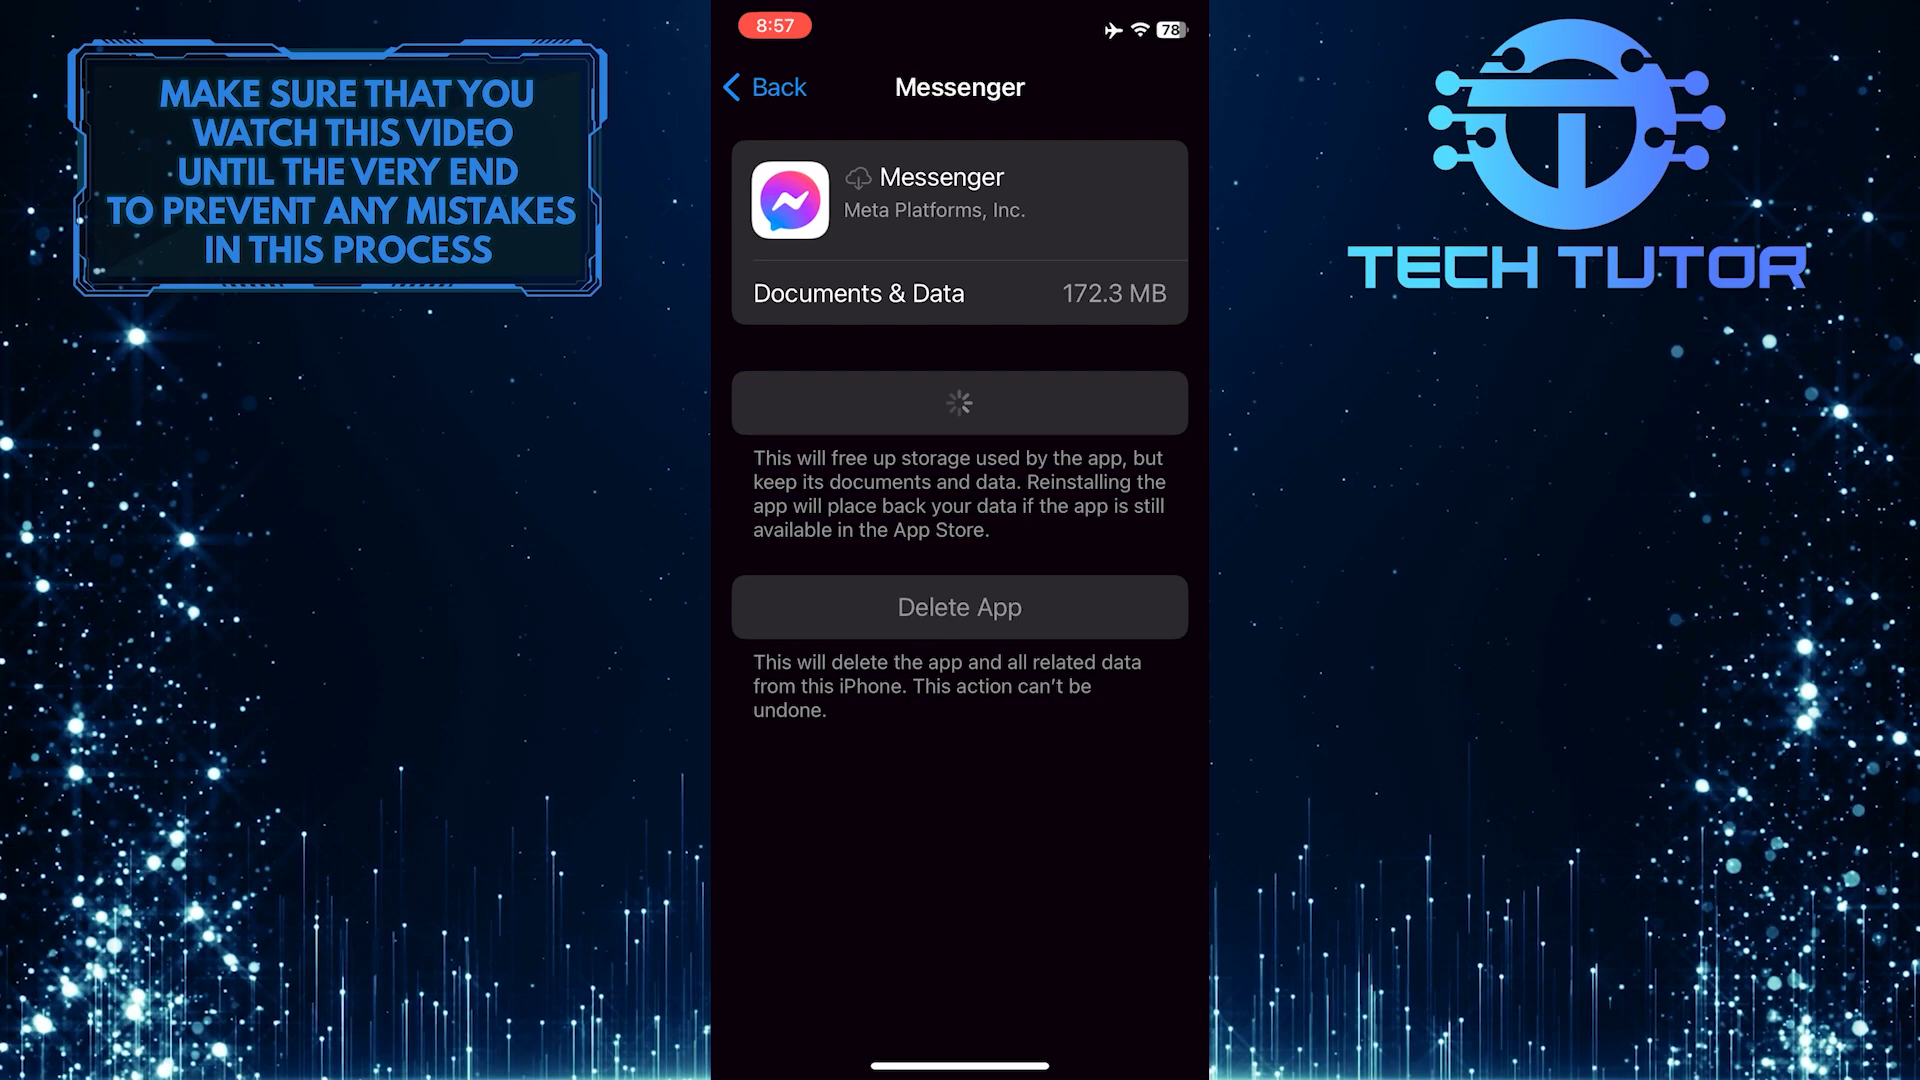 MAKE SURE THAT YOU
WATCH THIS VIDEO
UNTIL THE VERY END
TO PREVENT ANY MISTAKES
IN THIS PROCESS
8:57
78
Back
Messenger
Messenger
Meta Platforms, Inc.
Documents & Data 172.3 MB
This will free up storage used by the app, but
keep its documents and data. Reinstalling the
app will place back your data if the app is still
available in the App Store.
Delete App
This will delete the app and all related data
from this iPhone. This action can’t be
undone.
TECH TUTOR